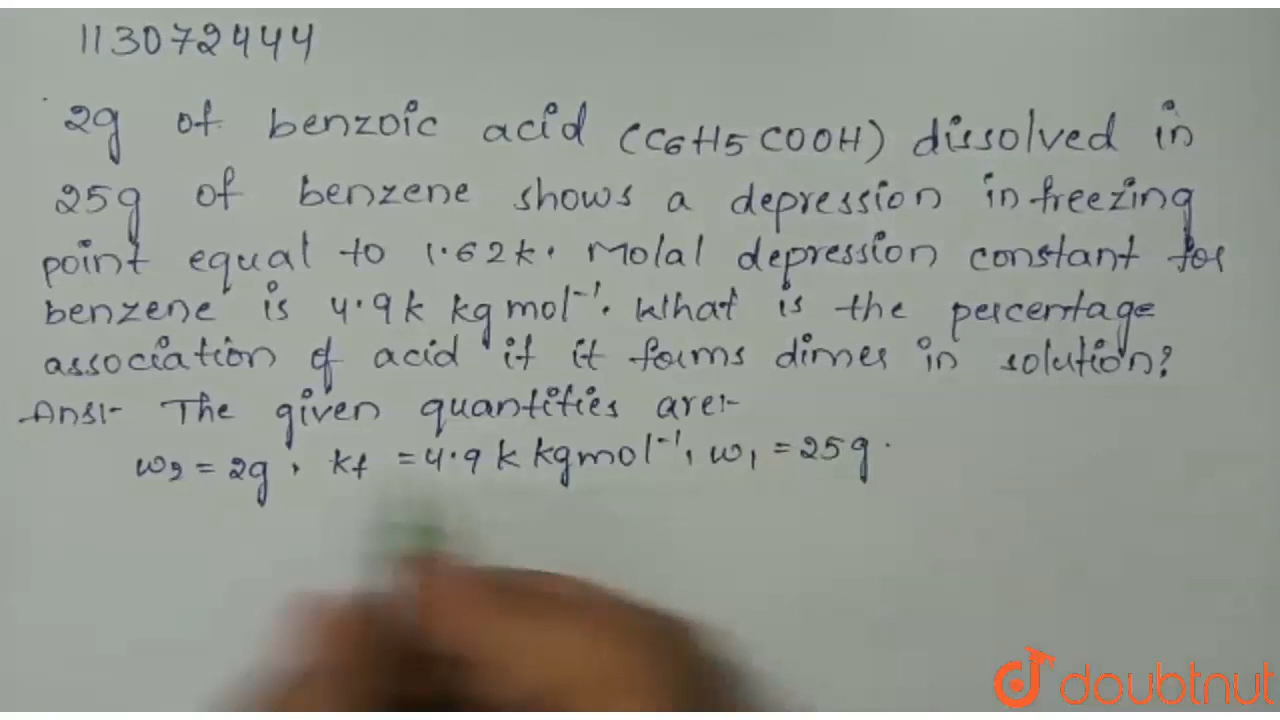 113072444
2g of benzoic acid (C6H5COOH) dissolved in
25g of benzene shows a depression in freezing
point equal to 1.62k. Molal depression constant for
benzene is 4.9k kg mol⁻¹. What is the percentage
association of acid if it forms dimer in solution?
Ans:- The given quantities are:-
w₂ = 2g, kf = 4.9 k kg mol⁻¹, w₁ = 25g.
doubtnut